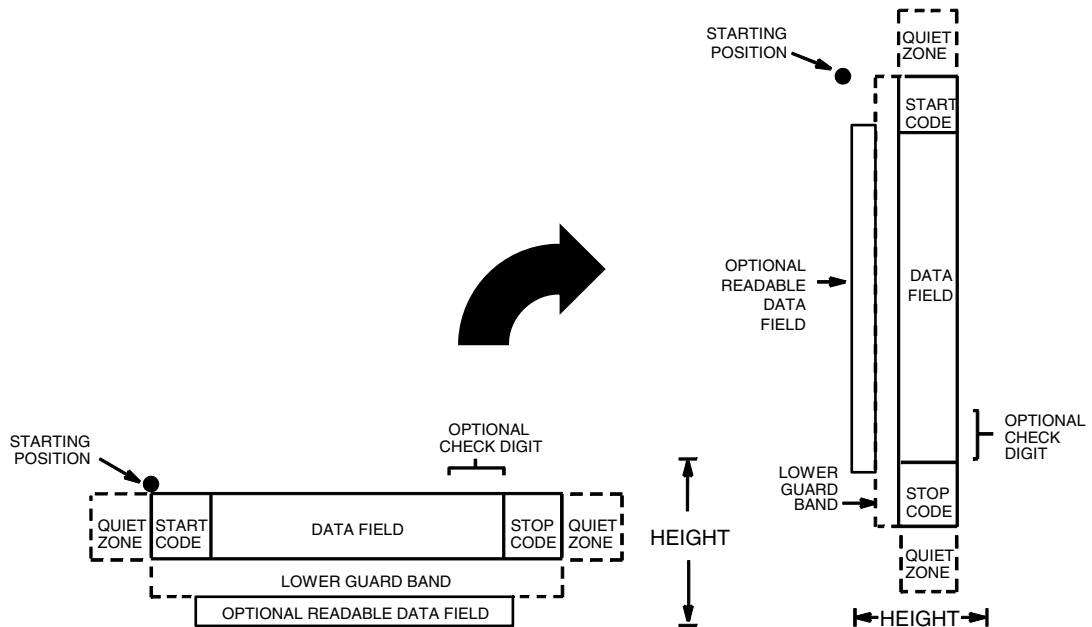 STARTING
POSITION
QUIET
ZONE
START
CODE
OPTIONAL
READABLE
DATA
FIELD
DATA
FIELD
OPTIONAL
CHECK
DIGIT
LOWER
GUARD
BAND
STOP
CODE
QUIET
ZONE
HEIGHT
OPTIONAL
CHECK DIGIT
STARTING
POSITION
QUIET
ZONE
START
CODE
DATA FIELD
STOP
CODE
QUIET
ZONE
HEIGHT
LOWER GUARD BAND
OPTIONAL READABLE DATA FIELD